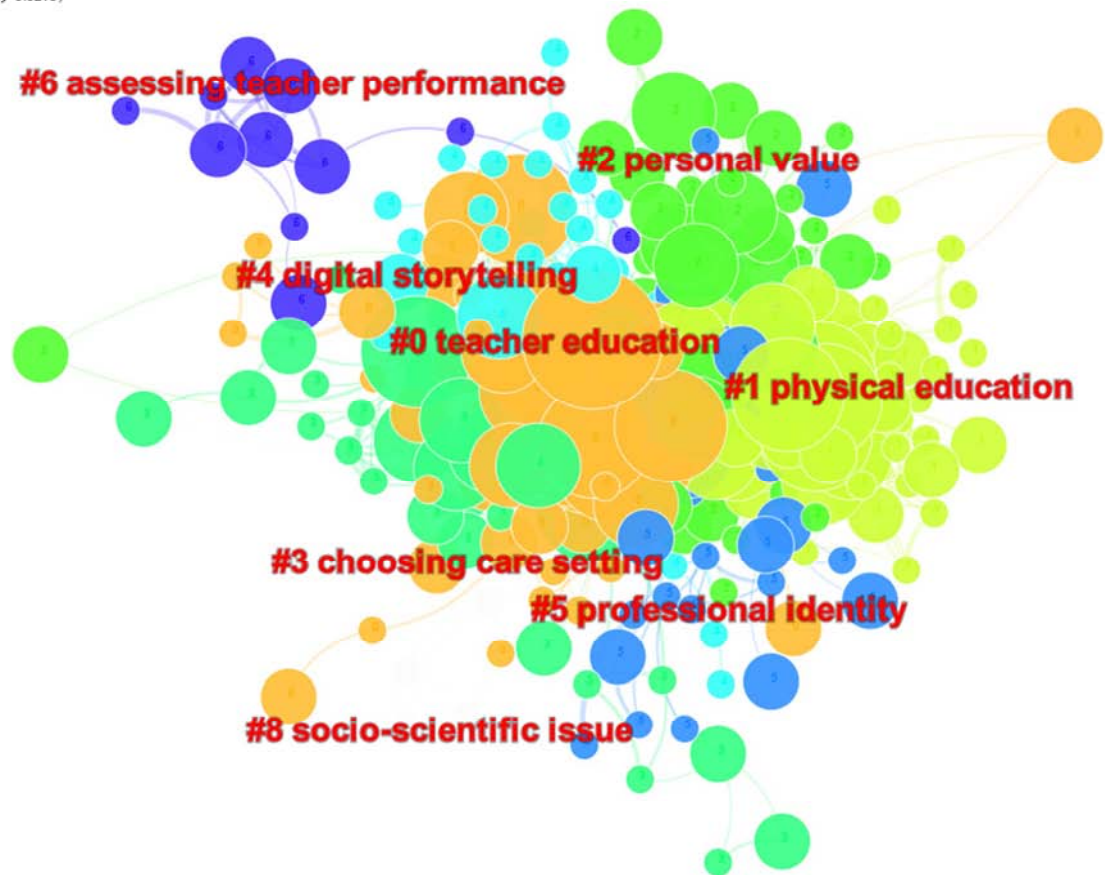 #6 assessing teacher performance
#2 personal value
#4 digital storytelling
#0 teacher education
#1 physical education
#3 choosing care setting
#5 professional identity
#8 socio-scientific issue